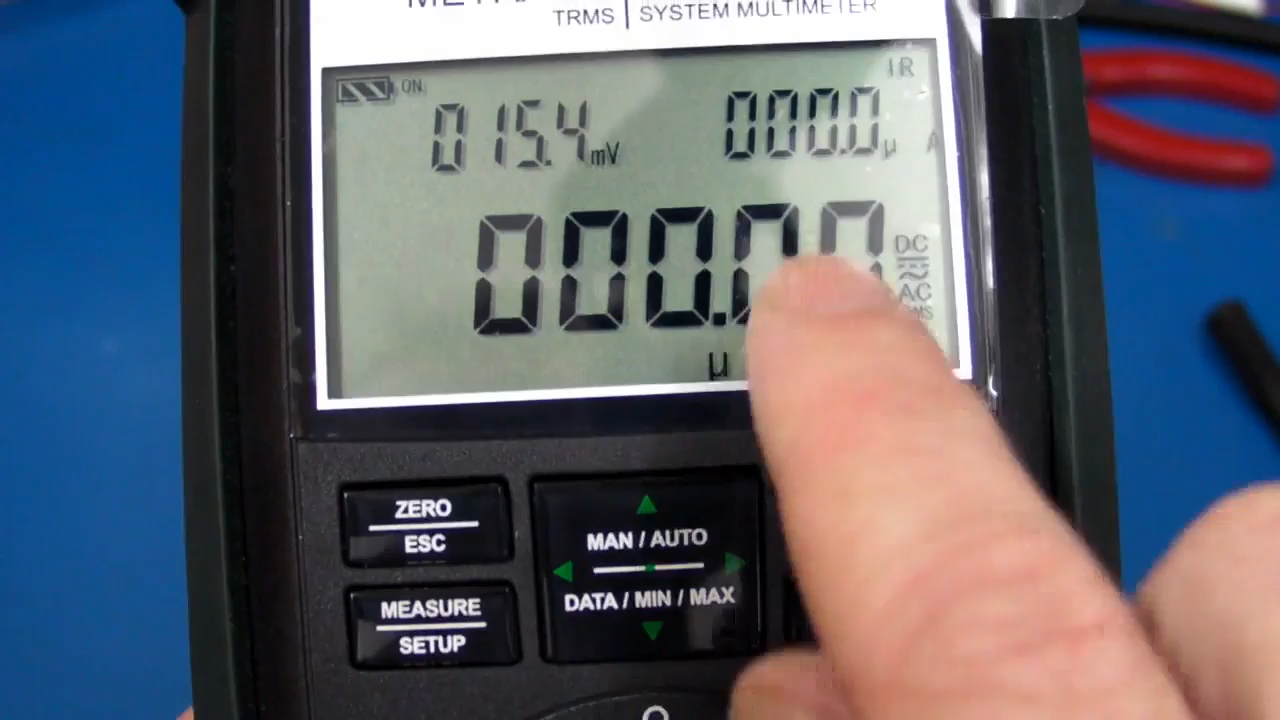 TRMS | SYSTEM MULTIMETER
IR
ON
015.4 mV
000.0 µ A
000.00
DC
AC
µ
ZERO
ESC
MAN / AUTO
DATA / MIN / MAX
MEASURE
SETUP